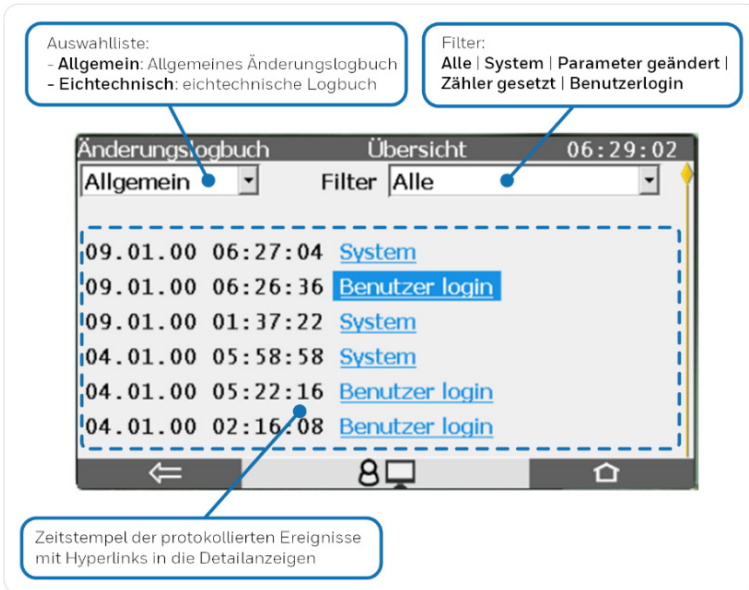 Auswahlliste:
- Allgemein: Allgemeines Änderungslogbuch
- Eichtechnisch: eichtechnische Logbuch
Filter:
Alle | System | Parameter geändert |
Zähler gesetzt | Benutzerlogin
Änderungslogbuch Übersicht 06:29:02
Allgemein Filter Alle
09.01.00 06:27:04 System
09.01.00 06:26:36 Benutzer login
09.01.00 01:37:22 System
04.01.00 05:58:58 System
04.01.00 05:22:16 Benutzer login
04.01.00 02:16:08 Benutzer login
Zeitstempel der protokollierten Ereignisse
mit Hyperlinks in die Detailanzeigen